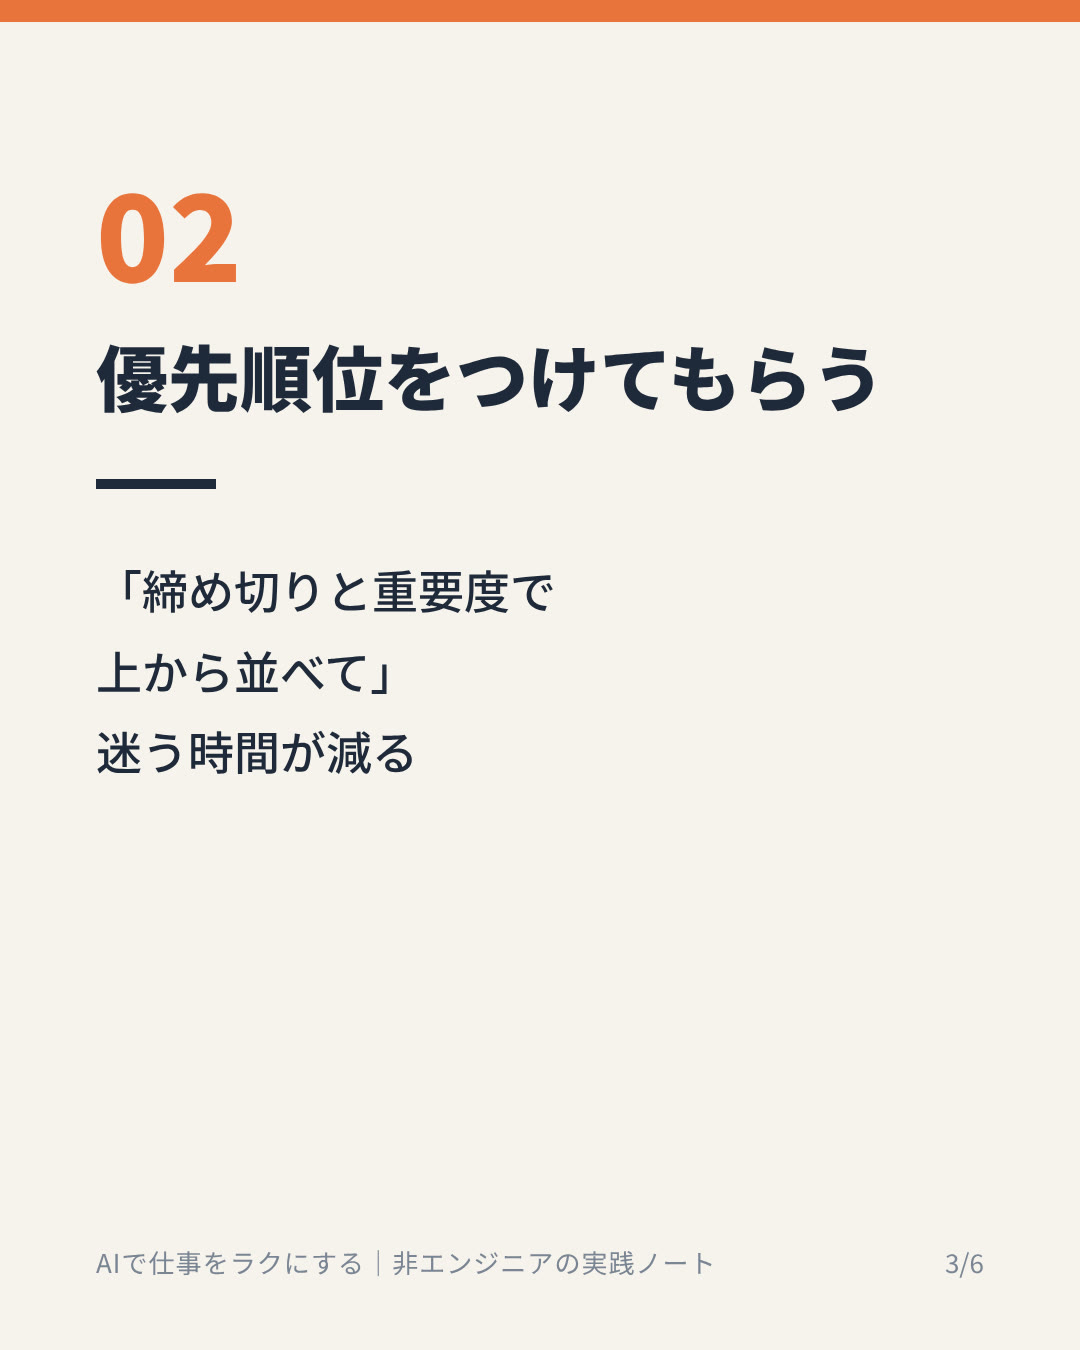 02
優先順位をつけてもらう
「締め切りと重要度で
上から並べて」
迷う時間が減る
AIで仕事をラクにする｜非エンジニアの実践ノート
3/6